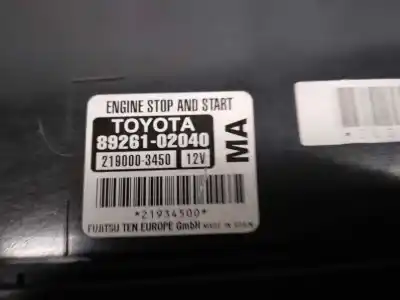 ENGINE STOP AND START
TOYOTA
89261-02040
219000-3450 12V
MA
*21934500*
FUJITSU TEN EUROPE GmbH MADE IN SPAIN